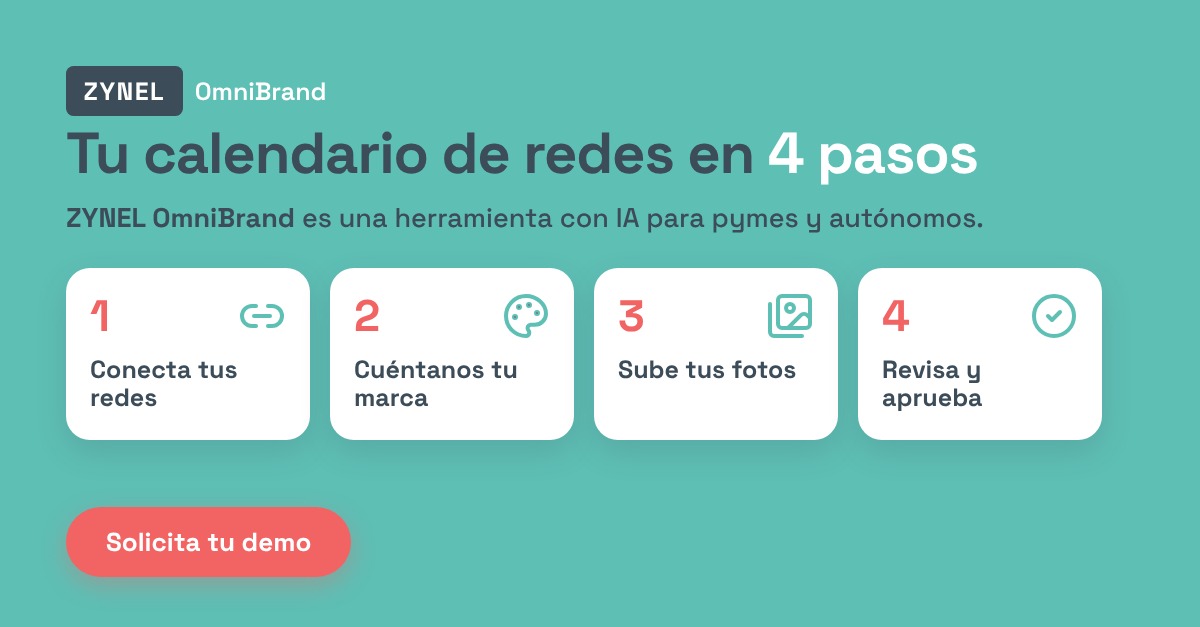 ZYNEL OmniBrand
Tu calendario de redes en 4 pasos
ZYNEL OmniBrand es una herramienta con IA para pymes y autónomos.
1
Conecta tus
redes
2
Cuéntanos tu
marca
3
Sube tus fotos
4
Revisa y
aprueba
Solicita tu demo